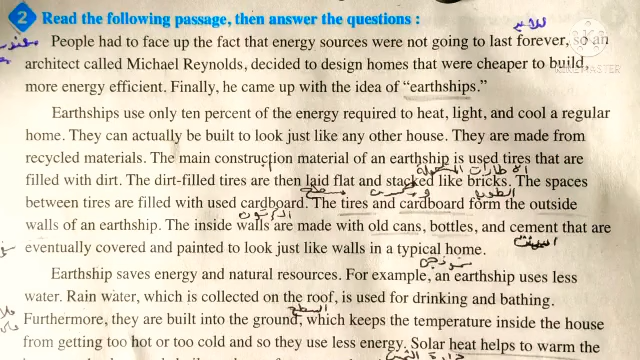 2 Read the following passage, then answer the questions :
للأبد
People had to face up the fact that energy sources were not going to last forever, so an
architect called Michael Reynolds, decided to design homes that were cheaper to build,
more energy efficient. Finally, he came up with the idea of “earthships.”
Earthships use only ten percent of the energy required to heat, light, and cool a regular
home. They can actually be built to look just like any other house. They are made from
recycled materials. The main construction material of an earthship is used tires that are
الإطارات المستعملة
filled with dirt. The dirt-filled tires are then laid flat and stacked like bricks. The spaces
الطوب
between tires are filled with used cardboard. The tires and cardboard form the outside
الكرتون
walls of an earthship. The inside walls are made with old cans, bottles, and cement that are
الاسمنت
eventually covered and painted to look just like walls in a typical home.
نموذجي
Earthship saves energy and natural resources. For example, an earthship uses less
water. Rain water, which is collected on the roof, is used for drinking and bathing.
السطح
Furthermore, they are built into the ground, which keeps the temperature inside the house
from getting too hot or too cold and so they use less energy. Solar heat helps to warm the